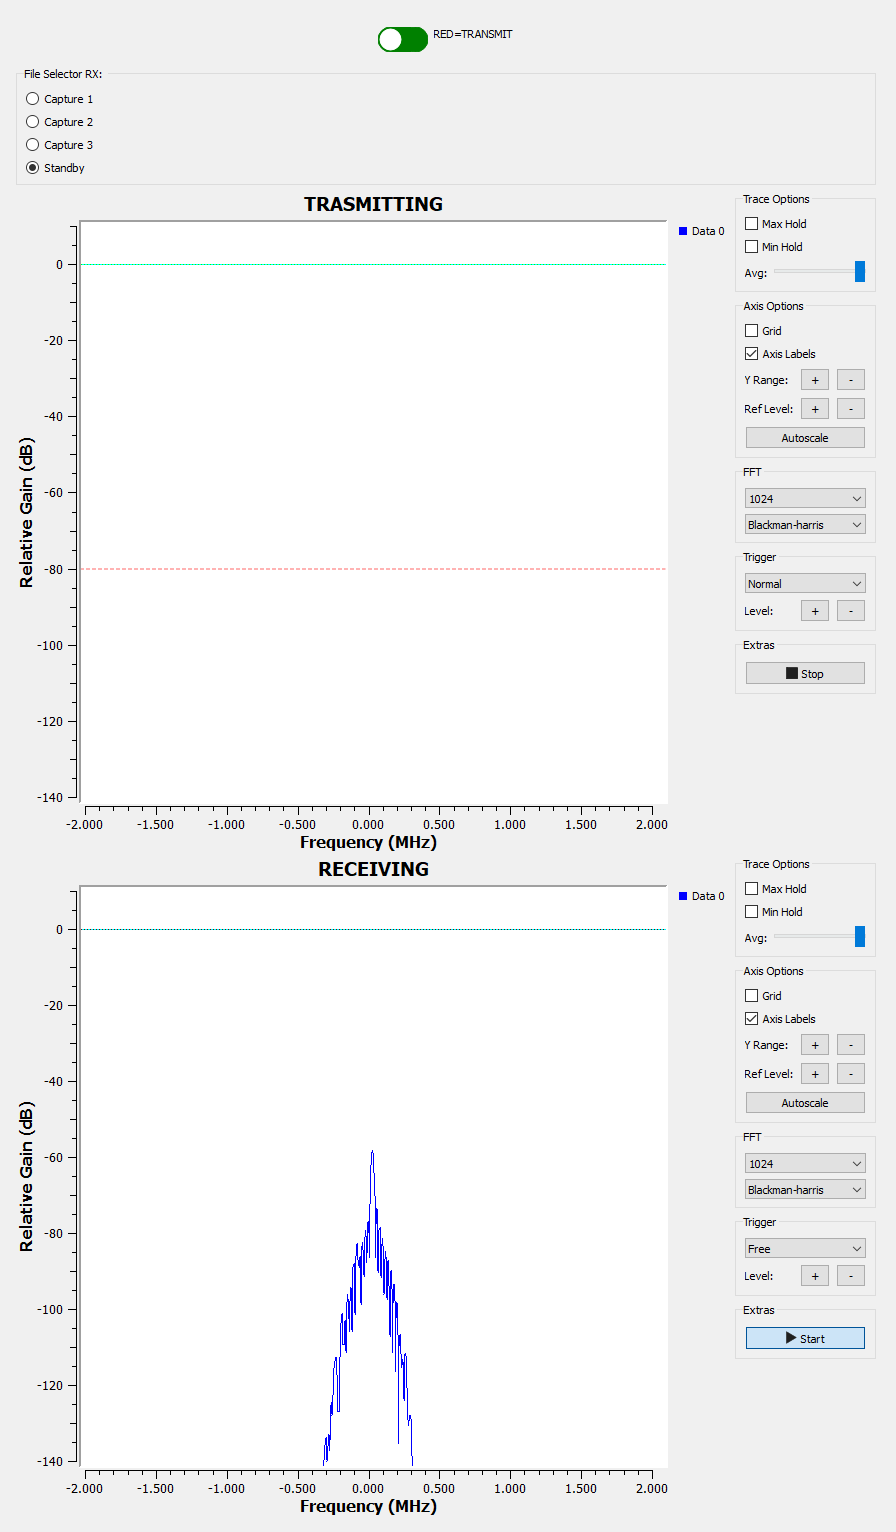 RED=TRANSMIT
File Selector RX:
Capture 1
Capture 2
Capture 3
Standby
TRASMITTING
Data 0
0
-20
-40
-60
-80
-100
-120
-140
Relative Gain (dB)
-2.000 -1.500 -1.000 -0.500 0.000 0.500 1.000 1.500 2.000
Frequency (MHz)
Trace Options
Max Hold
Min Hold
Avg:
Axis Options
Grid
Axis Labels
Y Range: + -
Ref Level: + -
Autoscale
FFT
1024
Blackman-harris
Trigger
Normal
Level: + -
Extras
Stop
RECEIVING
Data 0
0
-20
-40
-60
-80
-100
-120
-140
Relative Gain (dB)
-2.000 -1.500 -1.000 -0.500 0.000 0.500 1.000 1.500 2.000
Frequency (MHz)
Trace Options
Max Hold
Min Hold
Avg:
Axis Options
Grid
Axis Labels
Y Range: + -
Ref Level: + -
Autoscale
FFT
1024
Blackman-harris
Trigger
Free
Level: + -
Extras
Start